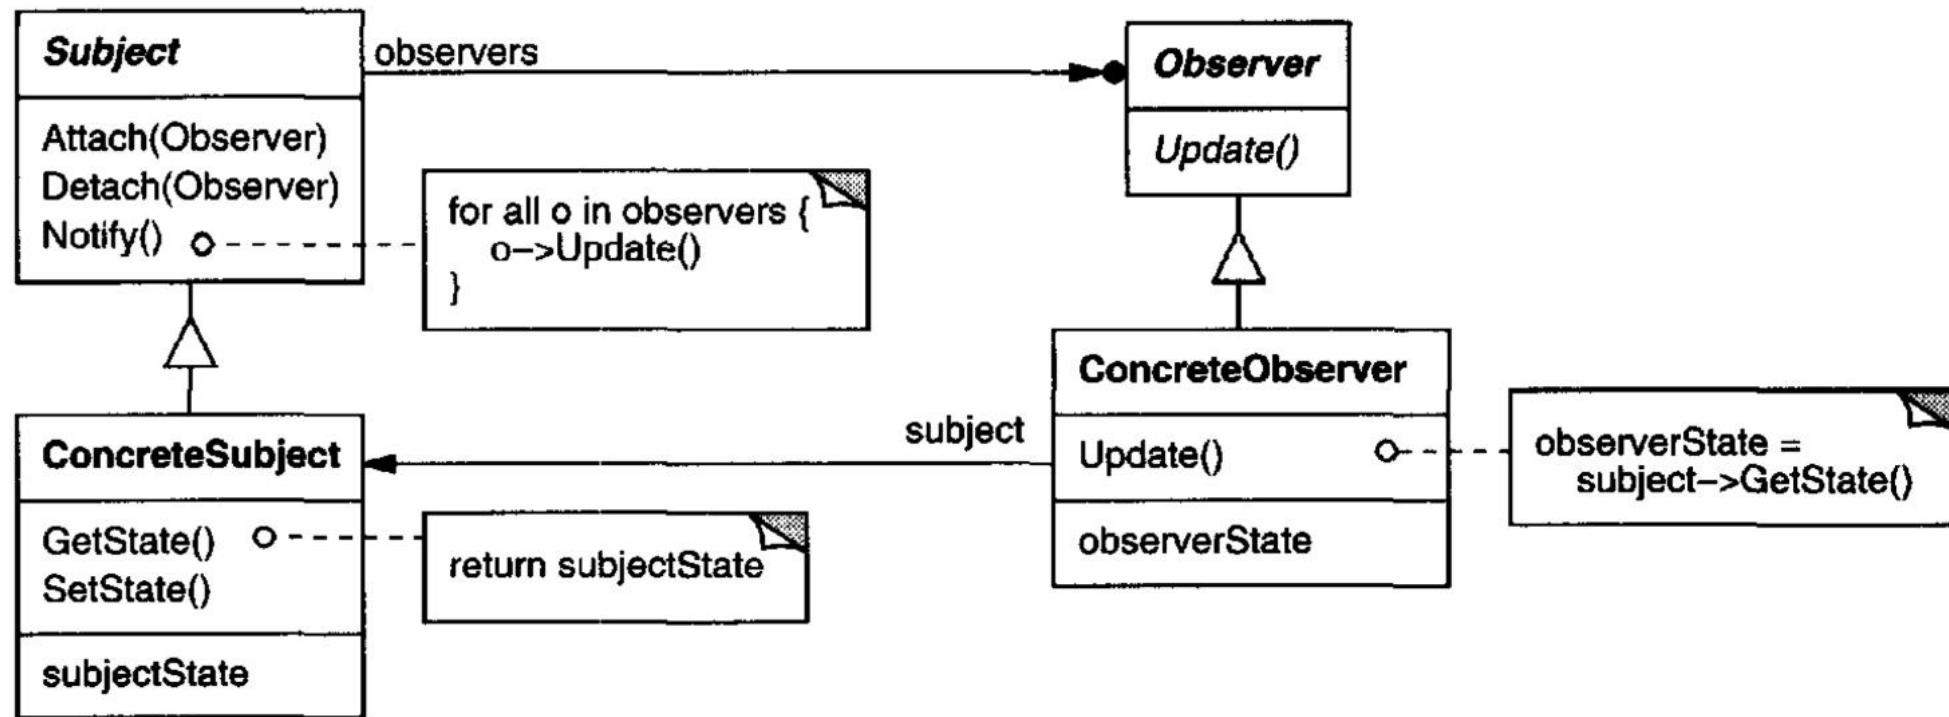 Subject
observers
Observer
Attach(Observer)
Detach(Observer)
Notify()
for all o in observers {
o->Update()
}
Update()
ConcreteSubject
GetState()
SetState()
subjectState
return subjectState
subject
ConcreteObserver
Update()
observerState
observerState =
subject->GetState()